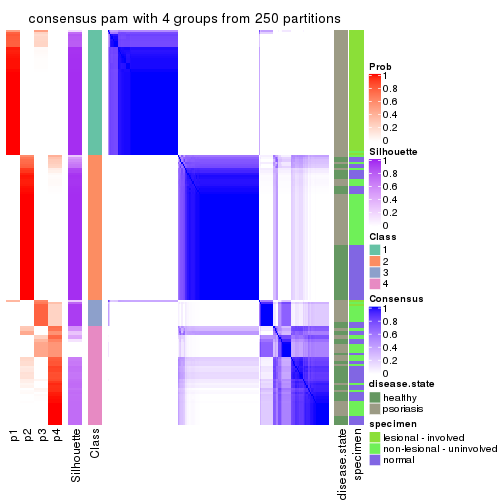 consensus pam with 4 groups from 250 partitions
p1
p2
p3
p4
Silhouette
Class
disease.state
specimen
Prob
1
0.8
0.6
0.4
0.2
0
Silhouette
1
0.8
0.6
0.4
0.2
0
Class
1
2
3
4
Consensus
1
0.8
0.6
0.4
0.2
0
disease.state
healthy
psoriasis
specimen
lesional - involved
non-lesional - uninvolved
normal